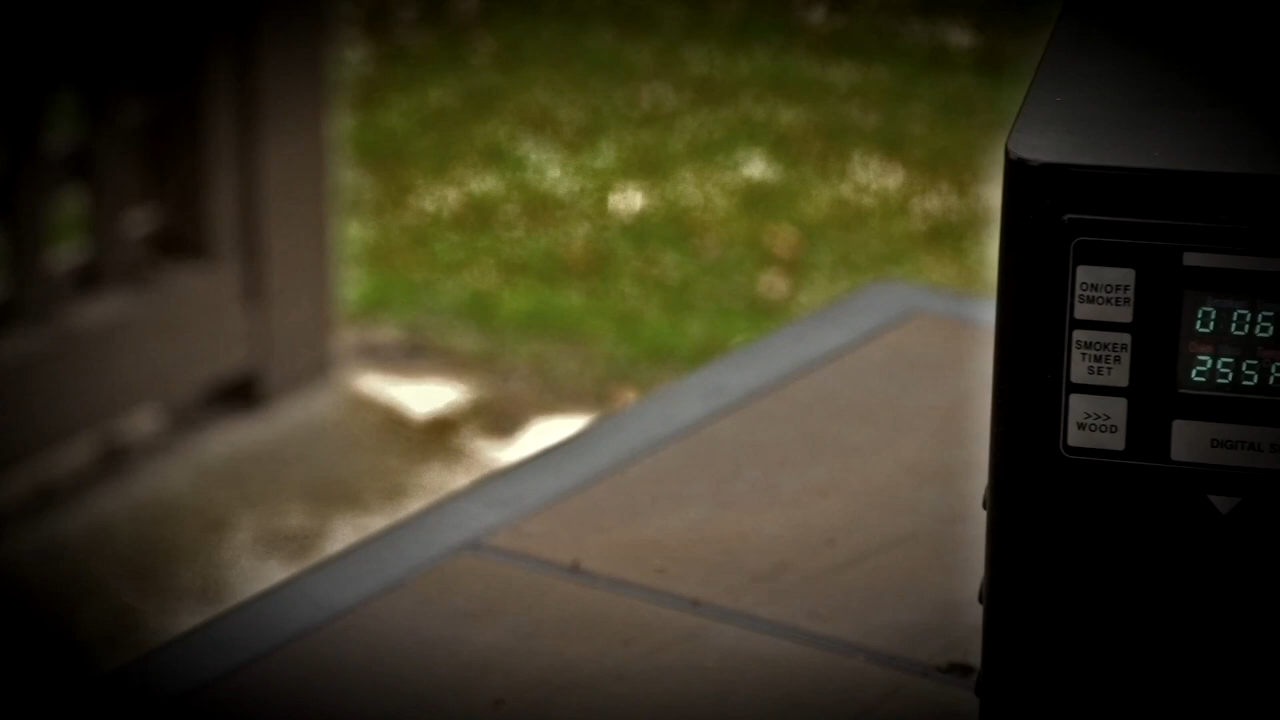 ON/OFF
SMOKER
SMOKER
TIMER
SET
>>>
WOOD
0:06
255F
DIGITAL